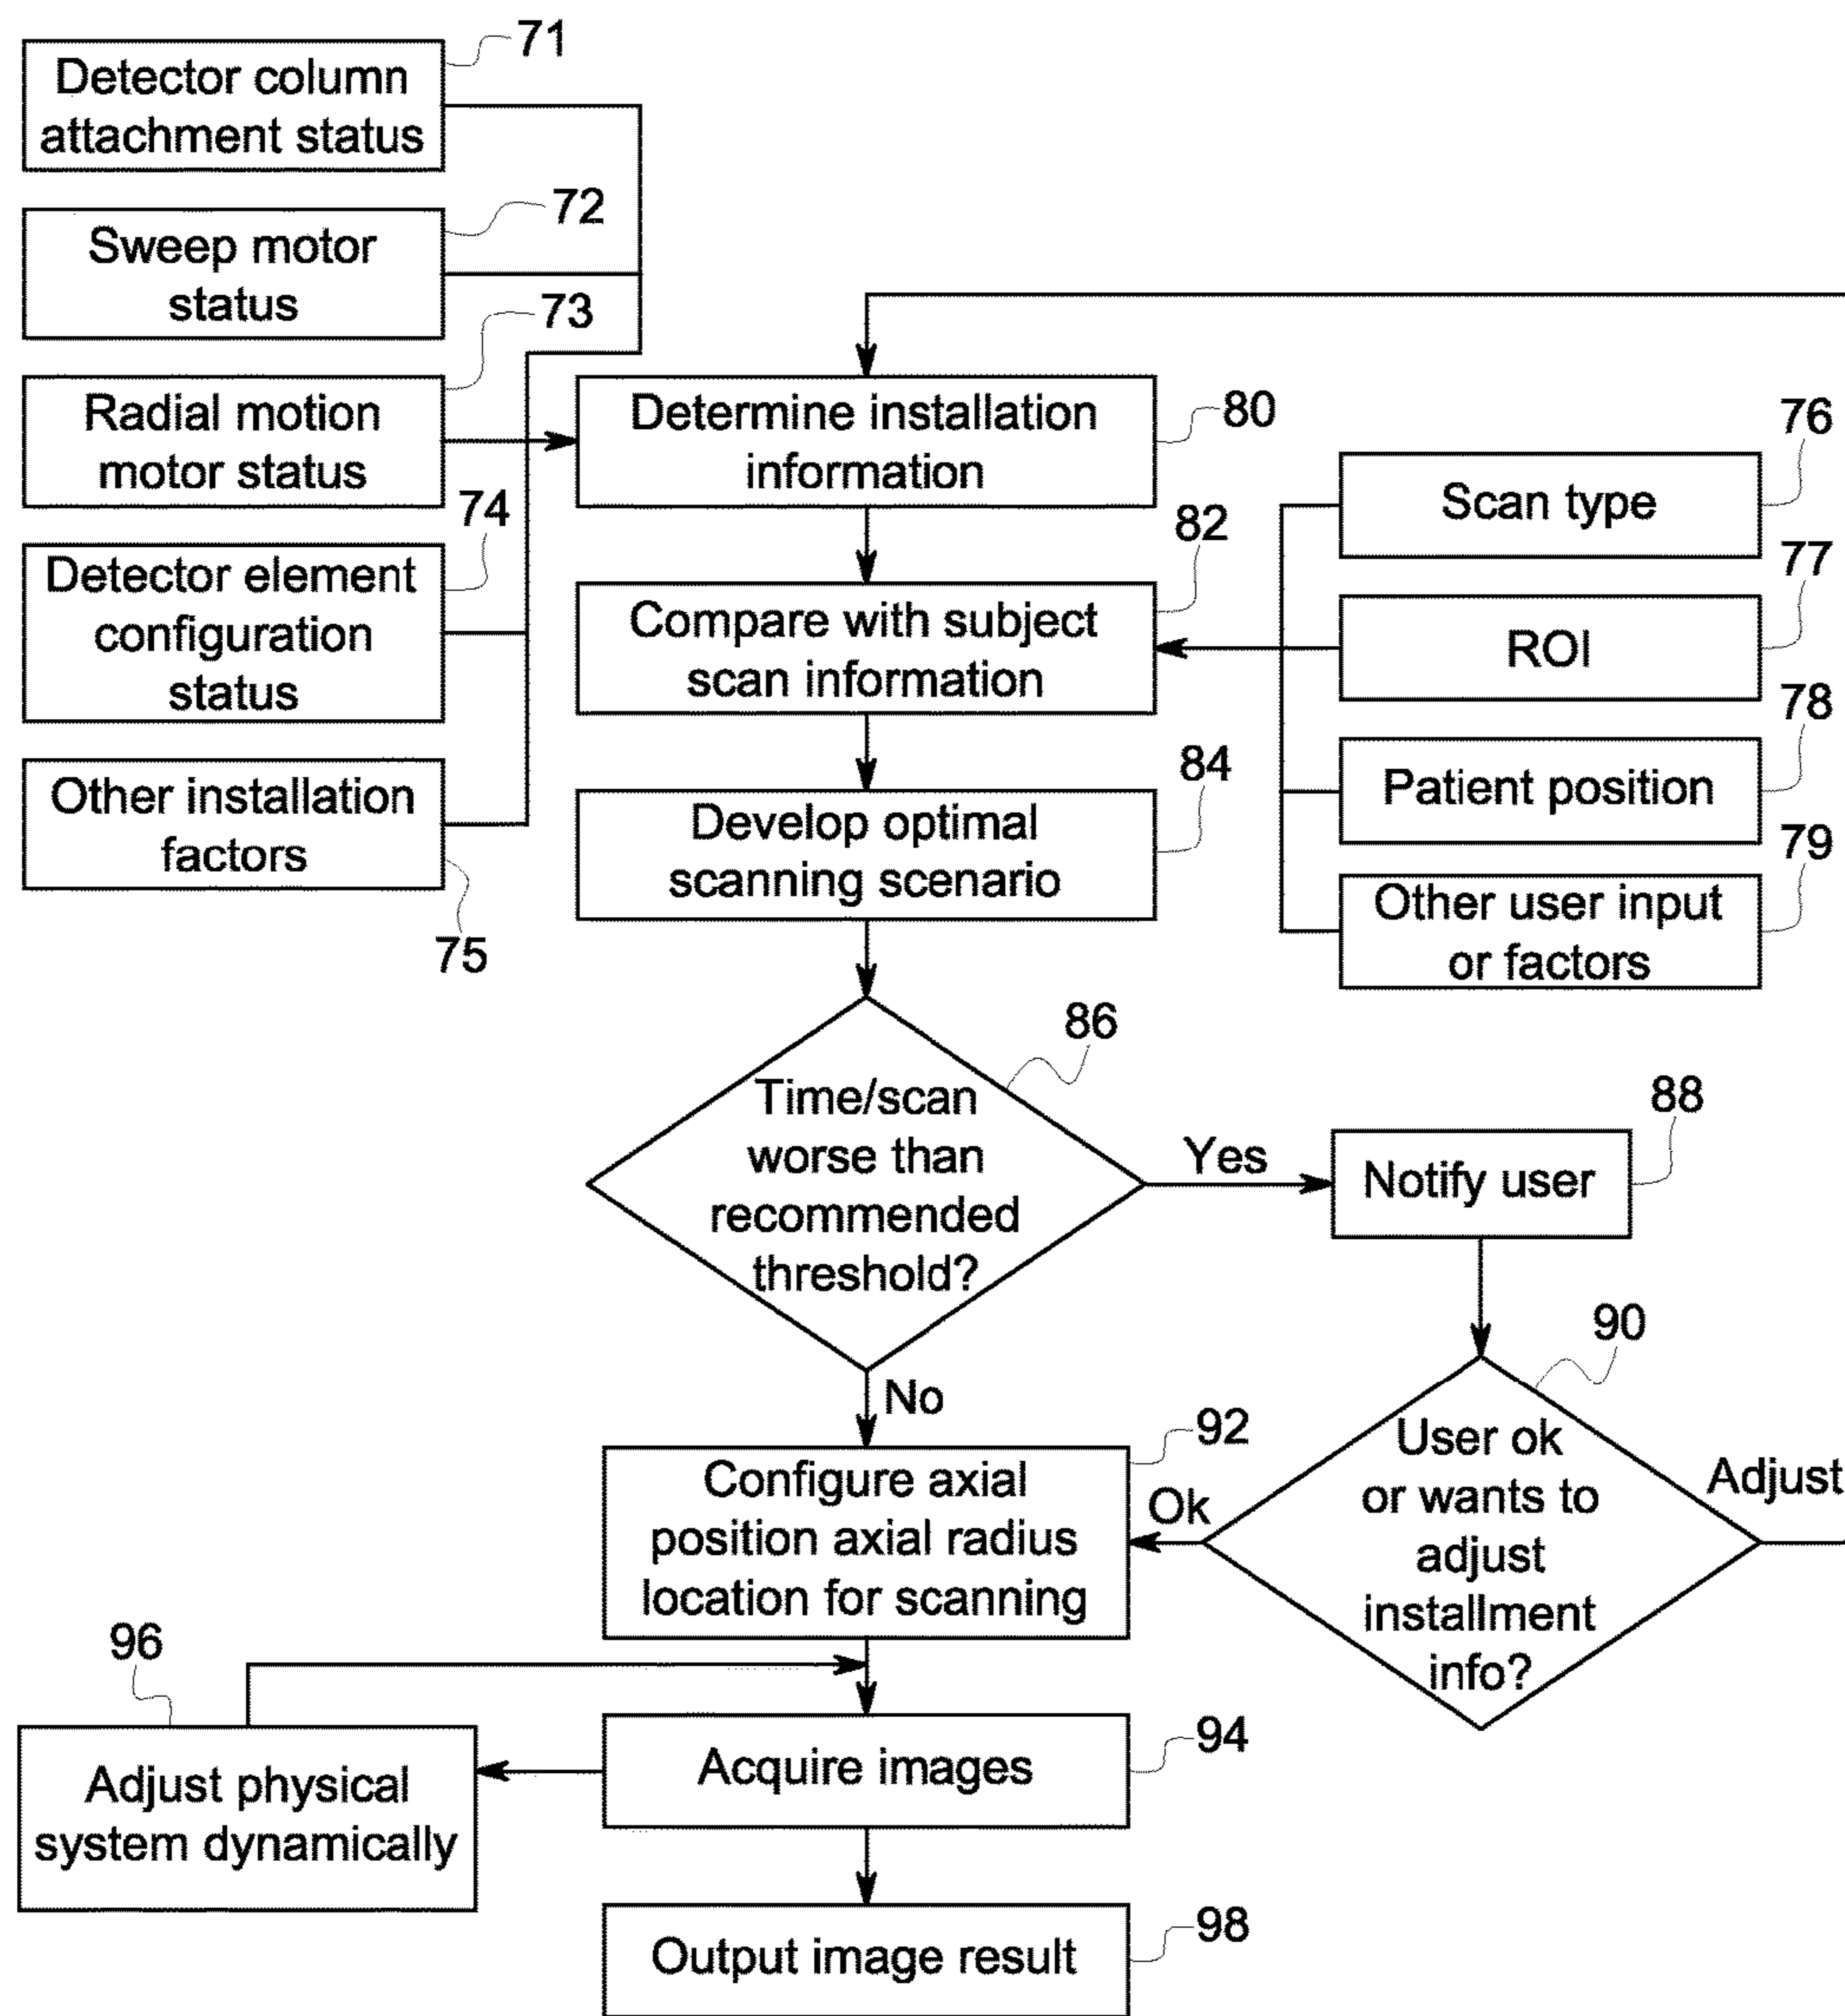 71
Detector column
attachment status
72
Sweep motor
status
73
Radial motion
motor status
74
Detector element
configuration
status
Other installation
factors
75
Determine installation
information
80
82
Compare with subject
scan information
84
Develop optimal
scanning scenario
76
Scan type
77
ROI
78
Patient position
79
Other user input
or factors
86
Time/scan
worse than
recommended
threshold?
Yes
No
88
Notify user
90
User ok
or wants to
adjust
installment
info?
Ok
Adjust
92
Configure axial
position axial radius
location for scanning
94
Acquire images
96
Adjust physical
system dynamically
98
Output image result